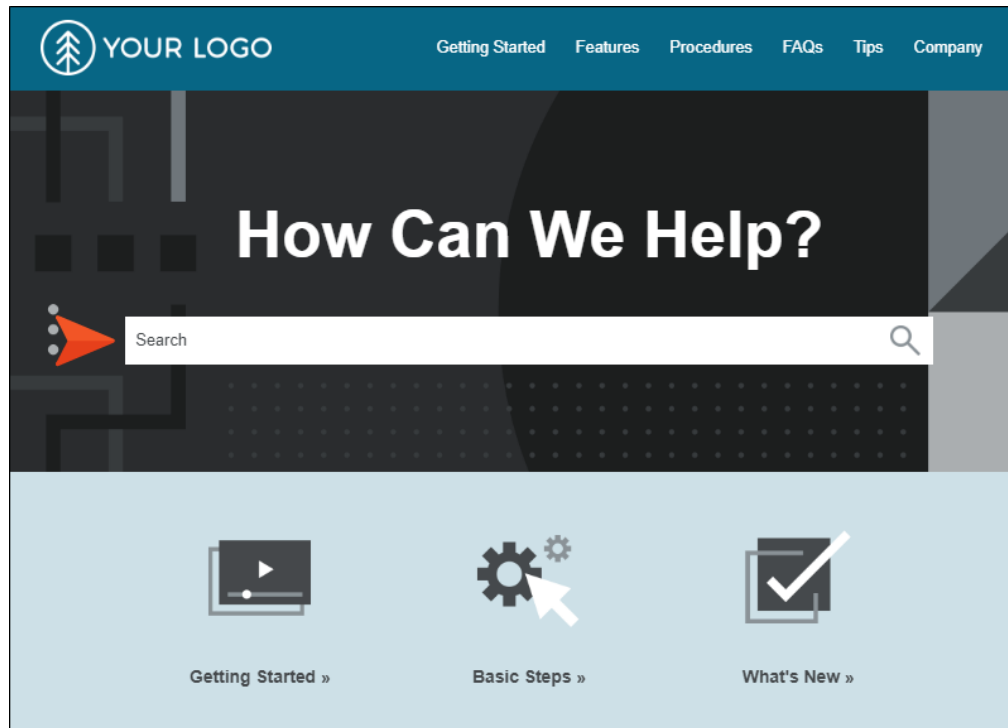 YOUR LOGO
Getting Started Features Procedures FAQs Tips Company
How Can We Help?
Search
Getting Started »
Basic Steps »
What's New »